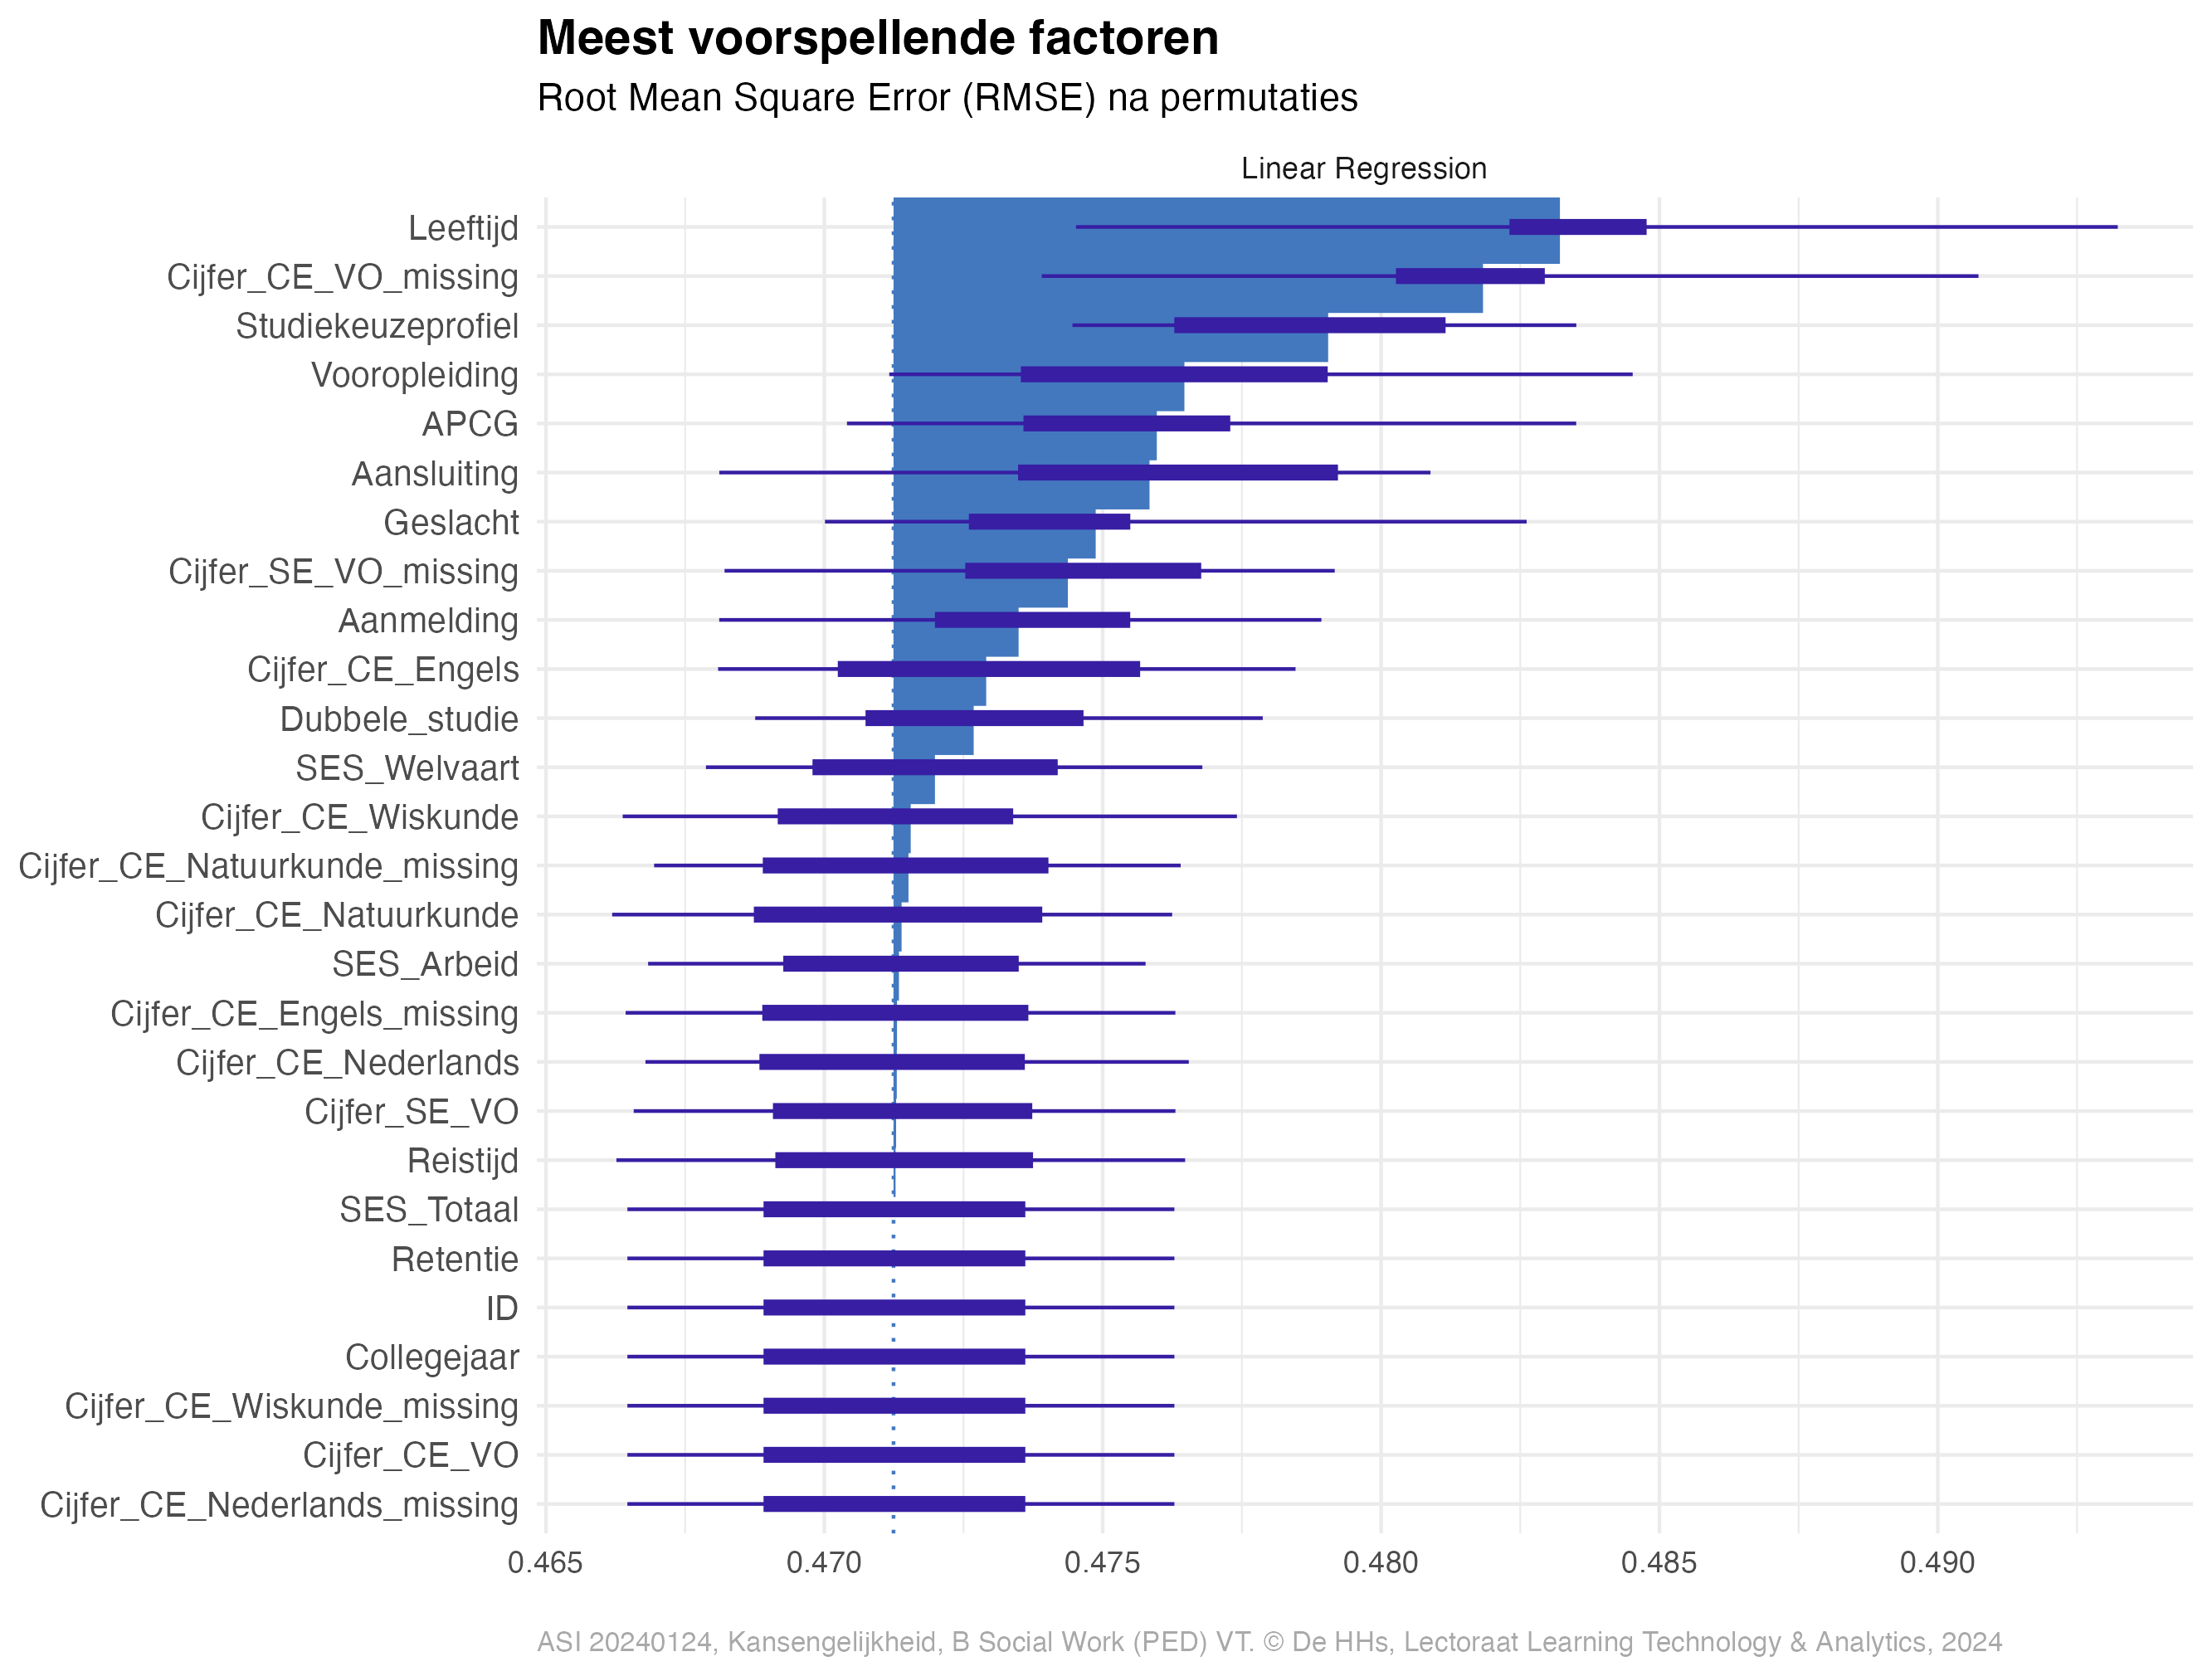 Meest voorspellende factoren
Root Mean Square Error (RMSE) na permutaties
Linear Regression
Leeftijd
Cijfer_CE_VO_missing
Studiekeuzeprofiel
Vooropleiding
APCG
Aansluiting
Geslacht
Cijfer_SE_VO_missing
Aanmelding
Cijfer_CE_Engels
Dubbele_studie
SES_Welvaart
Cijfer_CE_Wiskunde
Cijfer_CE_Natuurkunde_missing
Cijfer_CE_Natuurkunde
SES_Arbeid
Cijfer_CE_Engels_missing
Cijfer_CE_Nederlands
Cijfer_SE_VO
Reistijd
SES_Totaal
Retentie
ID
Collegejaar
Cijfer_CE_Wiskunde_missing
Cijfer_CE_VO
Cijfer_CE_Nederlands_missing
0.465 0.470 0.475 0.480 0.485 0.490
ASI 20240124, Kansengelijkheid, B Social Work (PED) VT. © De HHs, Lectoraat Learning Technology & Analytics, 2024